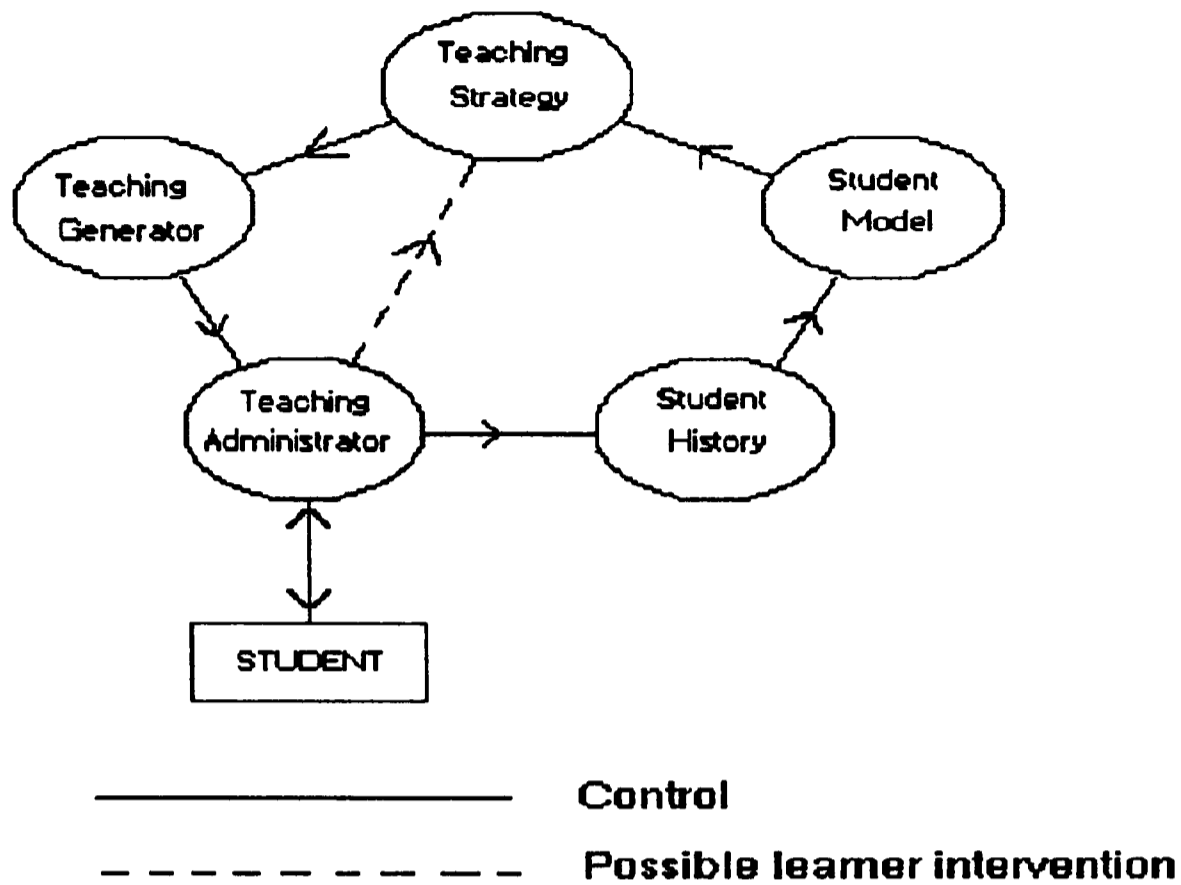 Teaching
Strategy
Teaching
Generator
Student
Model
Teaching
Administrator
Student
History
STUDENT
Control
Possible learner intervention